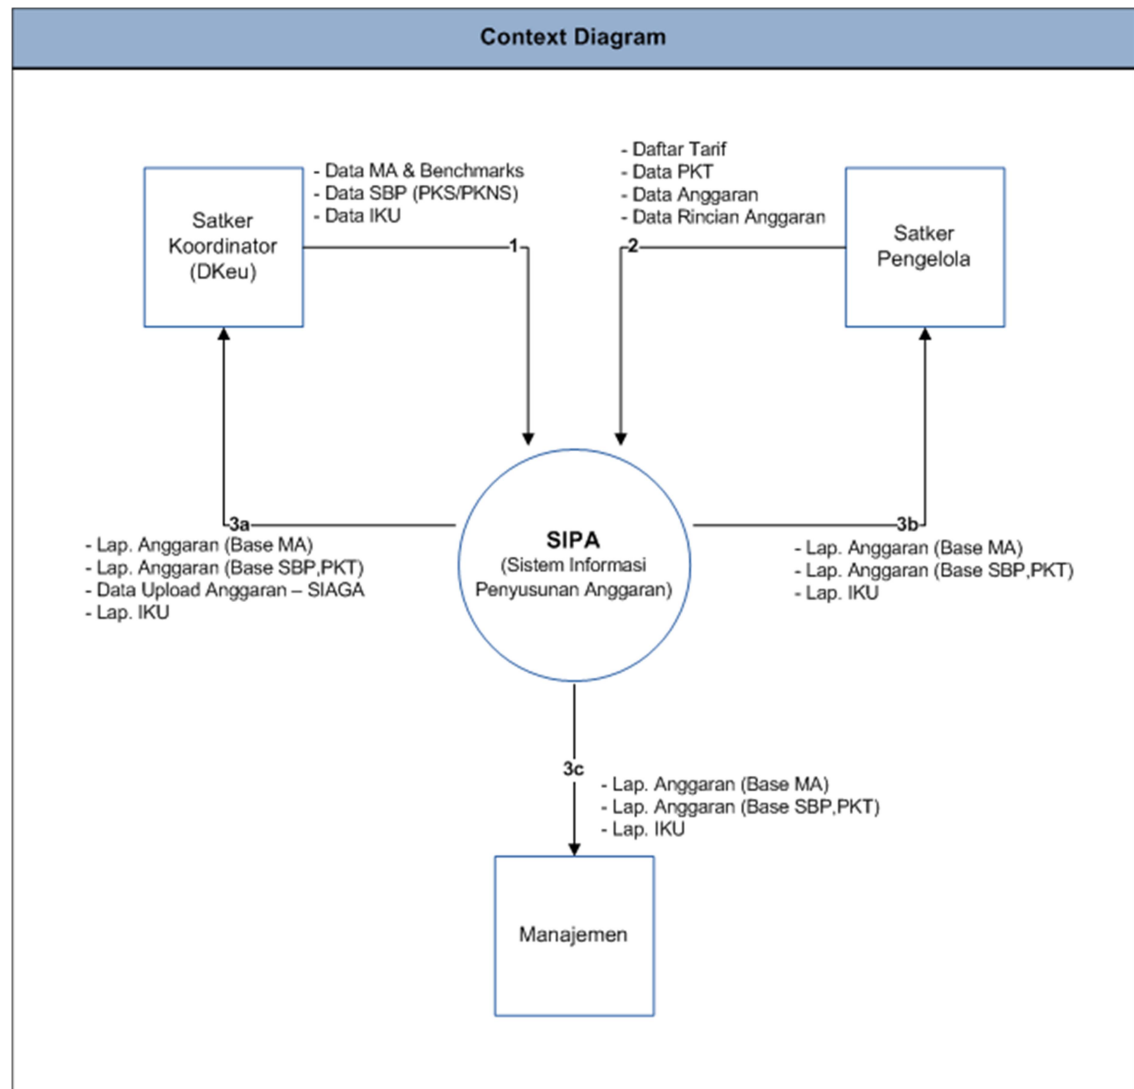 Context Diagram
Satker
Koordinator
(DKeu)
- Data MA & Benchmarks
- Data SBP (PKS/PKNS)
- Data IKU
1
- Daftar Tarif
- Data PKT
- Data Anggaran
- Data Rincian Anggaran
2
Satker
Pengelola
3a
- Lap. Anggaran (Base MA)
- Lap. Anggaran (Base SBP,PKT)
- Data Upload Anggaran – SIAGA
- Lap. IKU
SIPA
(Sistem Informasi
Penyusunan Anggaran)
3b
- Lap. Anggaran (Base MA)
- Lap. Anggaran (Base SBP,PKT)
- Lap. IKU
3c
- Lap. Anggaran (Base MA)
- Lap. Anggaran (Base SBP,PKT)
- Lap. IKU
Manajemen